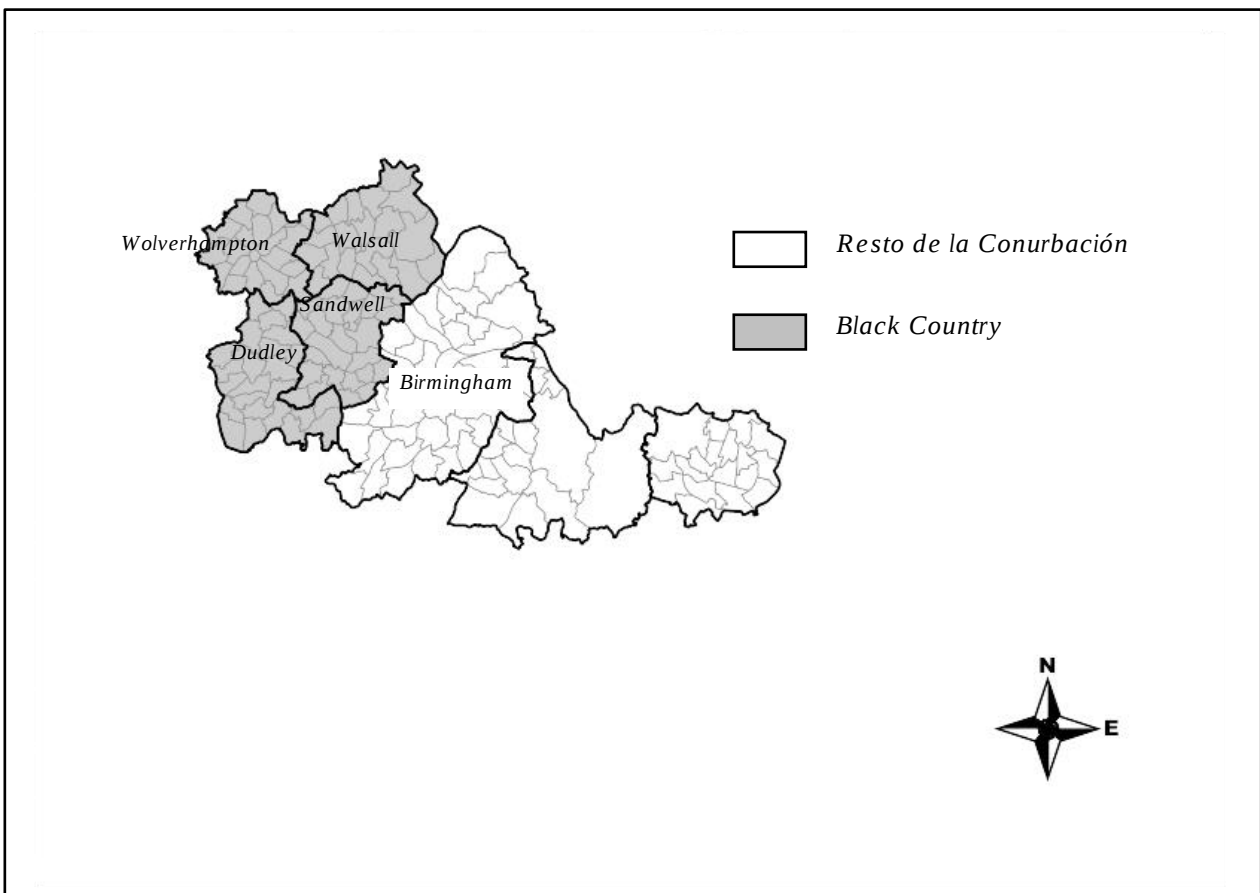 Wolverhampton
Walsall
Resto de la Conurbación
Sandwell
Black Country
Dudley
Birmingham
N
E